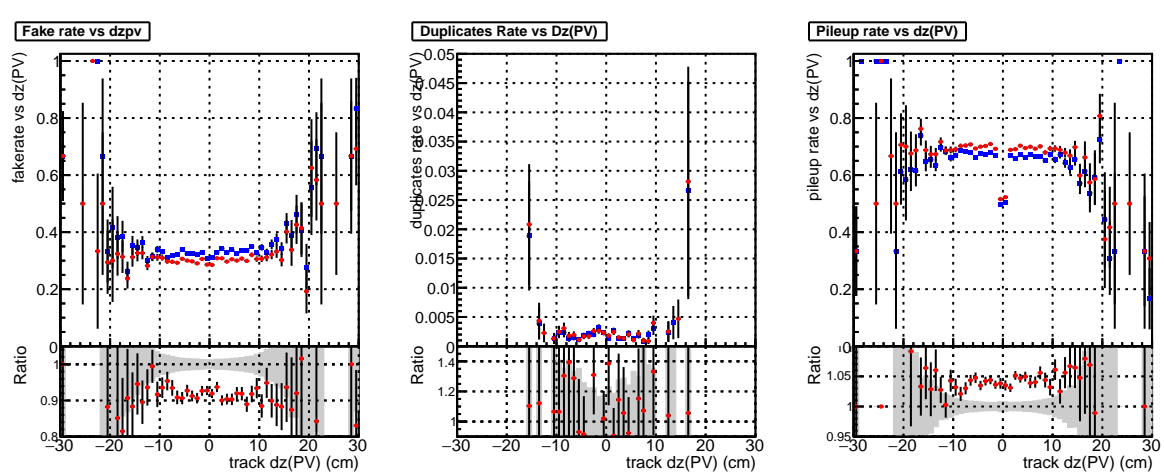 Fake rate vs dzpv
fakerate vs dz(PV)
1
0.8
0.6
0.4
0.2
0
Ratio
1
0.9
0.8
−30 −20 −10 0 10 20 30
track dz(PV) (cm)
Duplicates Rate vs Dz(PV)
duplicates rate vs dz(PV)
0.05
0.045
0.04
0.035
0.03
0.025
0.02
0.015
0.01
0.005
0
Ratio
1.4
1.2
1
−30 −20 −10 0 10 20 30
track dz(PV) (cm)
Pileup rate vs dz(PV)
pileup rate vs dz(PV)
1
0.8
0.6
0.4
0.2
0
Ratio
1.05
1
0.95
−30 −20 −10 0 10 20 30
track dz(PV) (cm)